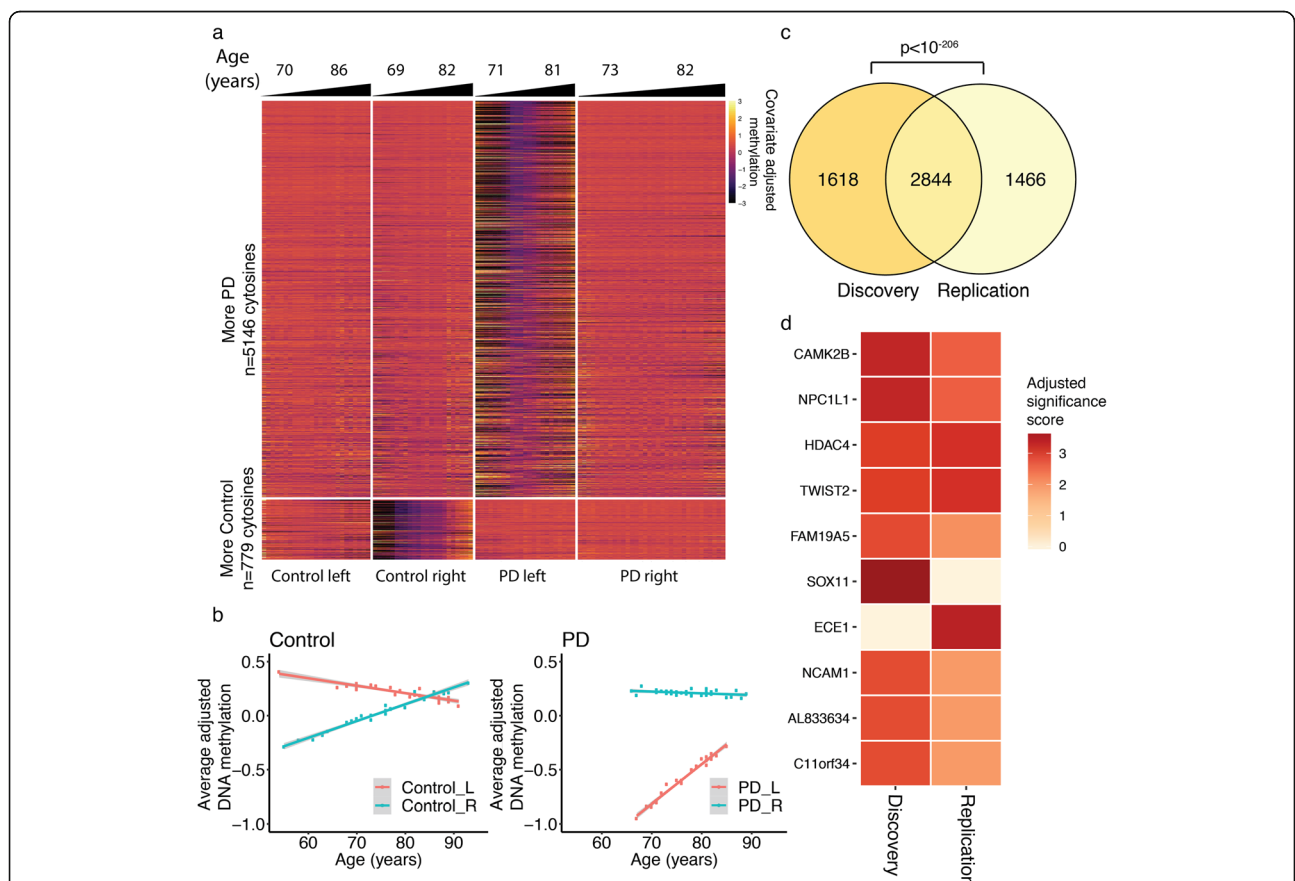 a
Age
(years)
70 86 69 82 71 81 73 82
3
2
1
0
−1
−2
−3
Covariate adjusted
methylation
More PD
n=5146 cytosines
More Control
n=779 cytosines
Control left Control right PD left PD right
b
Control
Average adjusted
DNA methylation
0.5
0.0
−0.5
−1.0
Control_L
Control_R
60 70 80 90
Age (years)
PD
Average adjusted
DNA methylation
0.5
0.0
−0.5
−1.0
PD_L
PD_R
60 70 80 90
Age (years)
c
p<10-206
1618 2844 1466
Discovery Replication
d
CAMK2B
NPC1L1
HDAC4
TWIST2
FAM19A5
SOX11
ECE1
NCAM1
AL833634
C11orf34
Discovery
Replication
Adjusted
significance
score
3
2
1
0